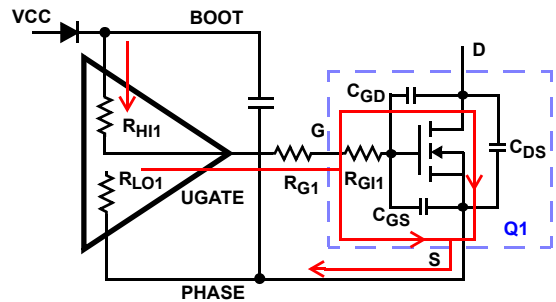 VCC
BOOT
D
CGD
RHI1
G
CDS
RLO1
RG1
RGI1
UGATE
CGS
Q1
S
PHASE